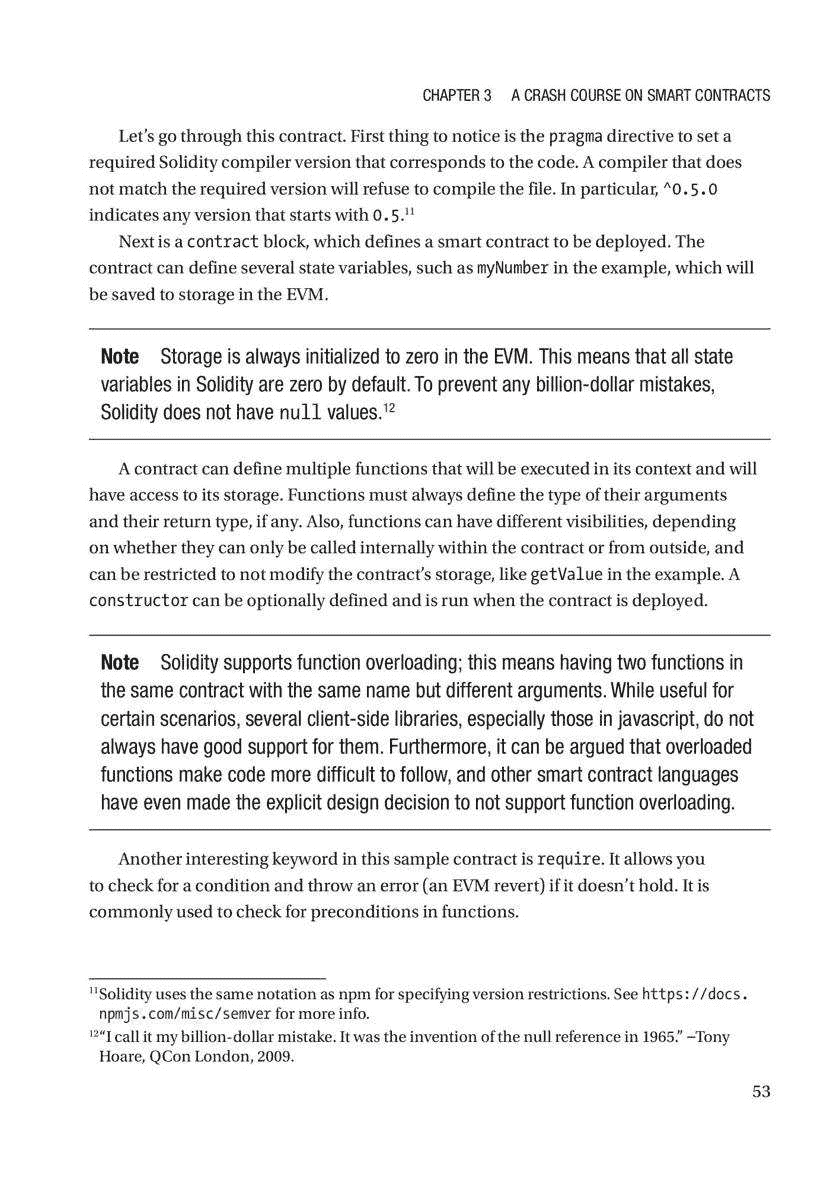 CHAPTER 3 A CRASH COURSE ON SMART CONTRACTS
Let’s go through this contract. First thing to notice is the pragma directive to set a
required Solidity compiler version that corresponds to the code. A compiler that does
not match the required version will refuse to compile the file. In particular, ^0.5.0
indicates any version that starts with 0.5.¹¹
Next is a contract block, which defines a smart contract to be deployed. The
contract can define several state variables, such as myNumber in the example, which will
be saved to storage in the EVM.
Note Storage is always initialized to zero in the EVM. This means that all state
variables in Solidity are zero by default. To prevent any billion-dollar mistakes,
Solidity does not have null values.¹²
A contract can define multiple functions that will be executed in its context and will
have access to its storage. Functions must always define the type of their arguments
and their return type, if any. Also, functions can have different visibilities, depending
on whether they can only be called internally within the contract or from outside, and
can be restricted to not modify the contract’s storage, like getValue in the example. A
constructor can be optionally defined and is run when the contract is deployed.
Note Solidity supports function overloading; this means having two functions in
the same contract with the same name but different arguments. While useful for
certain scenarios, several client-side libraries, especially those in javascript, do not
always have good support for them. Furthermore, it can be argued that overloaded
functions make code more difficult to follow, and other smart contract languages
have even made the explicit design decision to not support function overloading.
Another interesting keyword in this sample contract is require. It allows you
to check for a condition and throw an error (an EVM revert) if it doesn’t hold. It is
commonly used to check for preconditions in functions.
¹¹Solidity uses the same notation as npm for specifying version restrictions. See https://docs.
npmjs.com/misc/semver for more info.
¹²“I call it my billion-dollar mistake. It was the invention of the null reference in 1965.” –Tony
Hoare, QCon London, 2009.
53